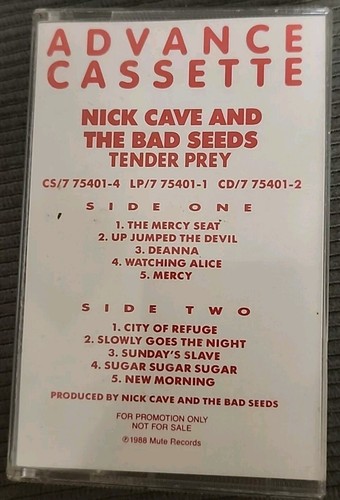 ADVANCE
CASSETTE
NICK CAVE AND
THE BAD SEEDS
TENDER PREY
CS/7 75401-4 LP/7 75401-1 CD/7 75401-2
SIDE ONE
1. THE MERCY SEAT
2. UP JUMPED THE DEVIL
3. DEANNA
4. WATCHING ALICE
5. MERCY
SIDE TWO
1. CITY OF REFUGE
2. SLOWLY GOES THE NIGHT
3. SUNDAY'S SLAVE
4. SUGAR SUGAR SUGAR
5. NEW MORNING
PRODUCED BY NICK CAVE AND THE BAD SEEDS
FOR PROMOTION ONLY
NOT FOR SALE
℗1988 Mute Records